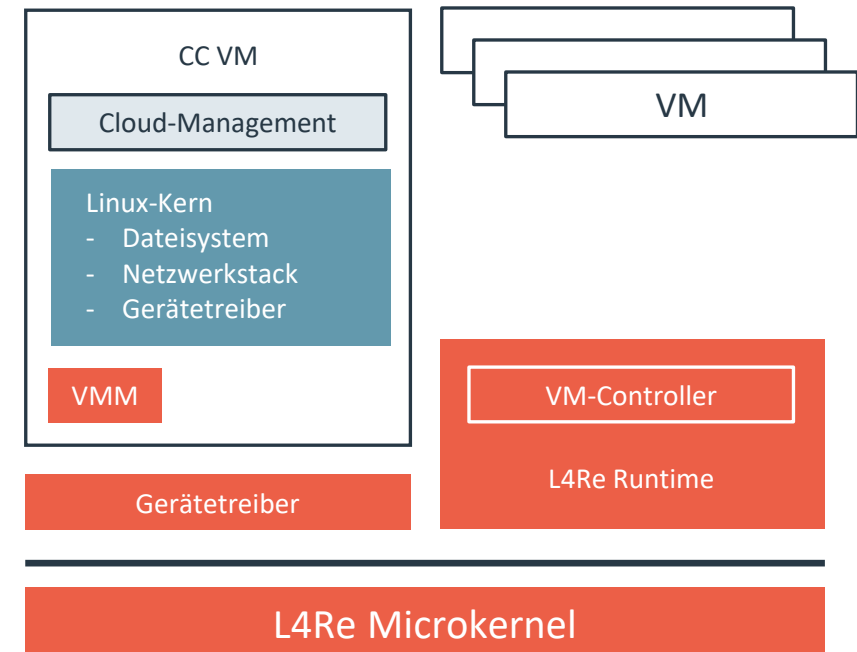 CC VM
Cloud-Management
Linux-Kern
- Dateisystem
- Netzwerkstack
- Gerätetreiber
VMM
Gerätetreiber
VM
VM-Controller
L4Re Runtime
L4Re Microkernel